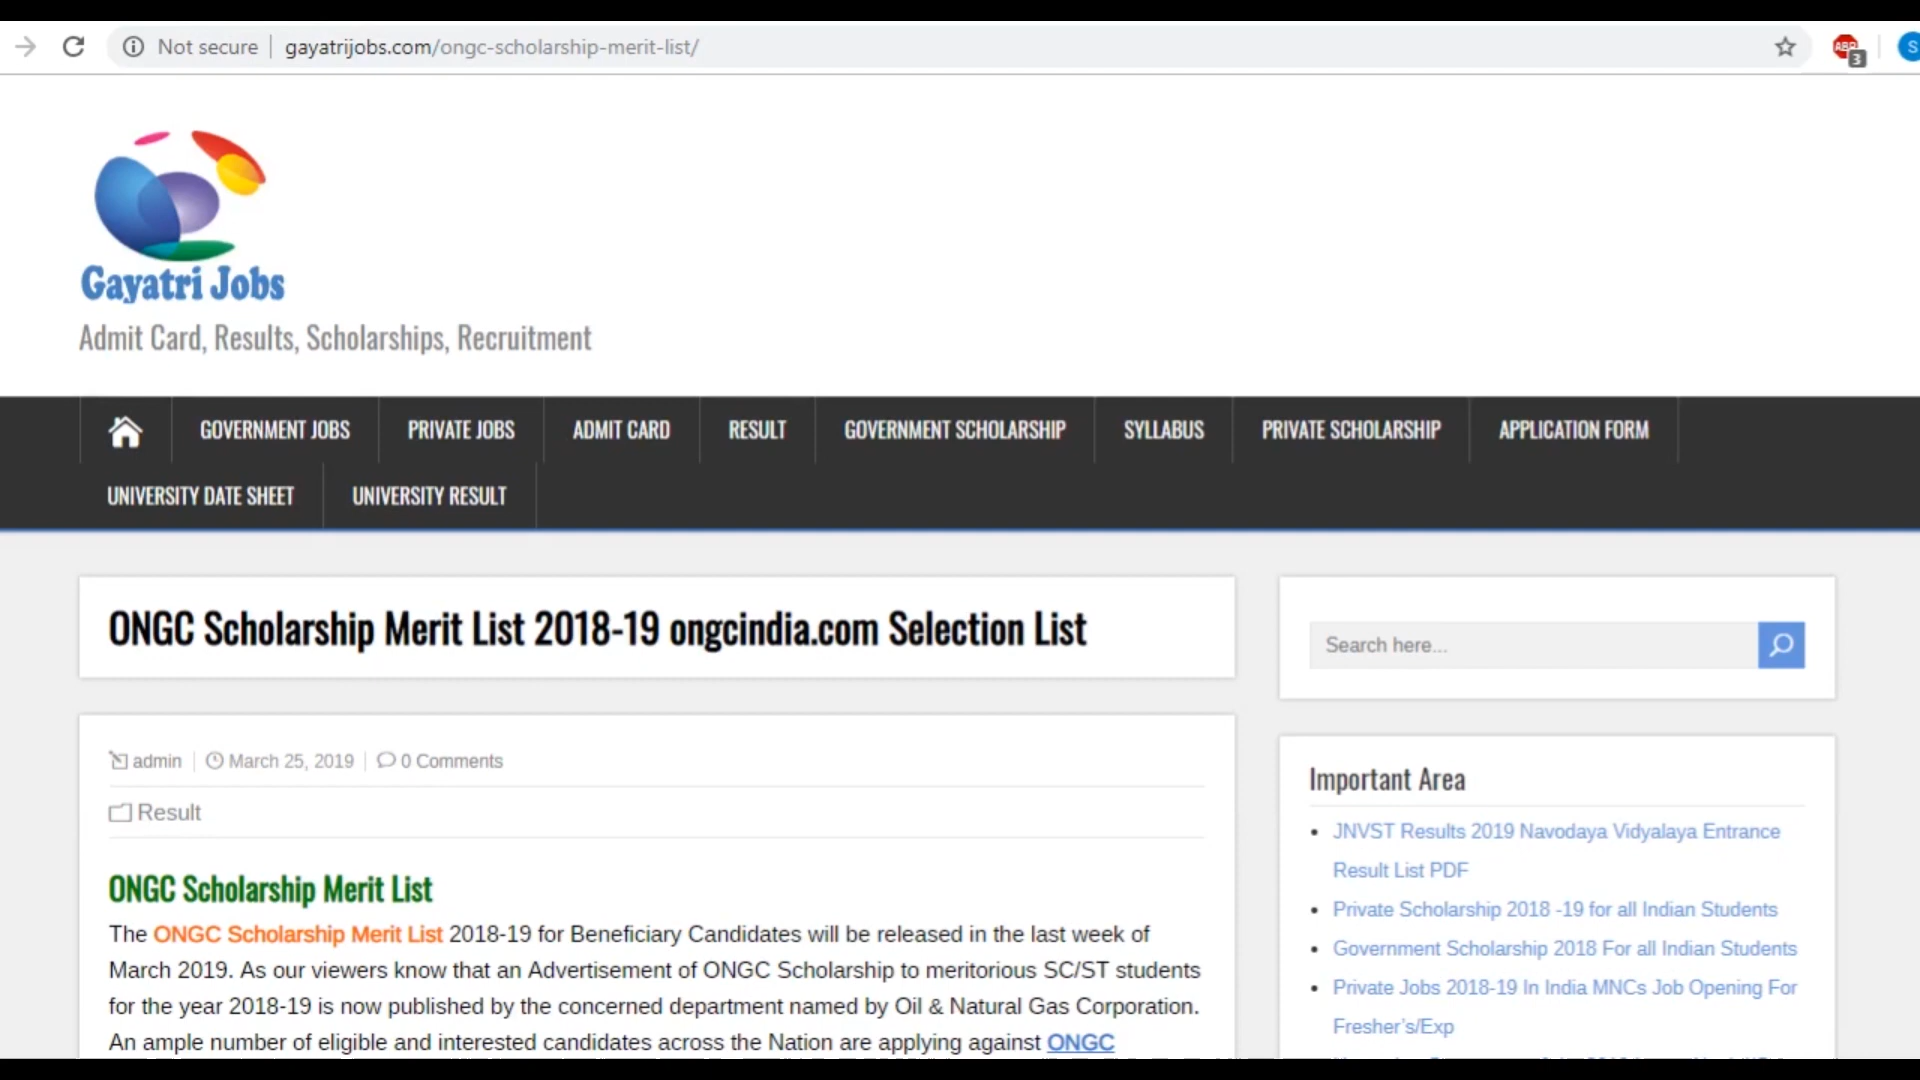 Not secure
gayatrijobs.com/ongc-scholarship-merit-list/
ABP
3
S
Gayatri Jobs
Admit Card, Results, Scholarships, Recruitment
GOVERNMENT JOBS
PRIVATE JOBS
ADMIT CARD
RESULT
GOVERNMENT SCHOLARSHIP
SYLLABUS
PRIVATE SCHOLARSHIP
APPLICATION FORM
UNIVERSITY DATE SHEET
UNIVERSITY RESULT
ONGC Scholarship Merit List 2018-19 ongcindia.com Selection List
admin
March 25, 2019
0 Comments
Result
ONGC Scholarship Merit List
The ONGC Scholarship Merit List 2018-19 for Beneficiary Candidates will be released in the last week of
March 2019. As our viewers know that an Advertisement of ONGC Scholarship to meritorious SC/ST students
for the year 2018-19 is now published by the concerned department named by Oil & Natural Gas Corporation.
An ample number of eligible and interested candidates across the Nation are applying against ONGC
Search here...
Important Area
JNVST Results 2019 Navodaya Vidyalaya Entrance
Result List PDF
Private Scholarship 2018 -19 for all Indian Students
Government Scholarship 2018 For all Indian Students
Private Jobs 2018-19 In India MNCs Job Opening For
Fresher's/Exp